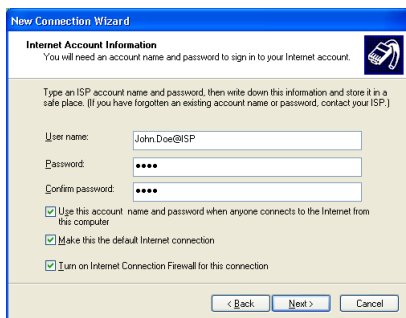 New Connection Wizard
Internet Account Information
You will need an account name and password to sign in to your Internet account.
Type an ISP account name and password, then write down this information and store it in a
safe place. (If you have forgotten an existing account name or password, contact your ISP.)
User name:
John.Doe@ISP
Password:
••••
Confirm password:
••••
Use this account name and password when anyone connects to the Internet from
this computer
Make this the default Internet connection
Turn on Internet Connection Firewall for this connection
< Back
Next >
Cancel